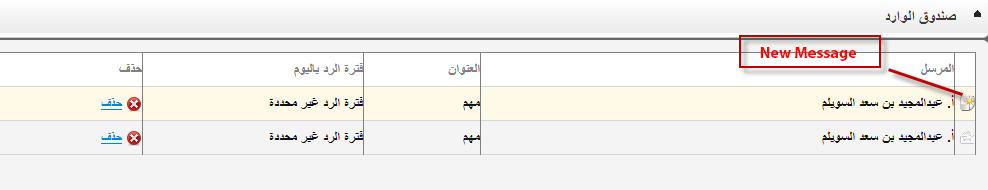 صندوق الوارد
New Message
المرسل العنوان فترة الرد باليوم حذف
أ. عبدالمجيد بن سعد السويلم مهم فترة الرد غير محددة حذف
أ. عبدالمجيد بن سعد السويلم مهم فترة الرد غير محددة حذف